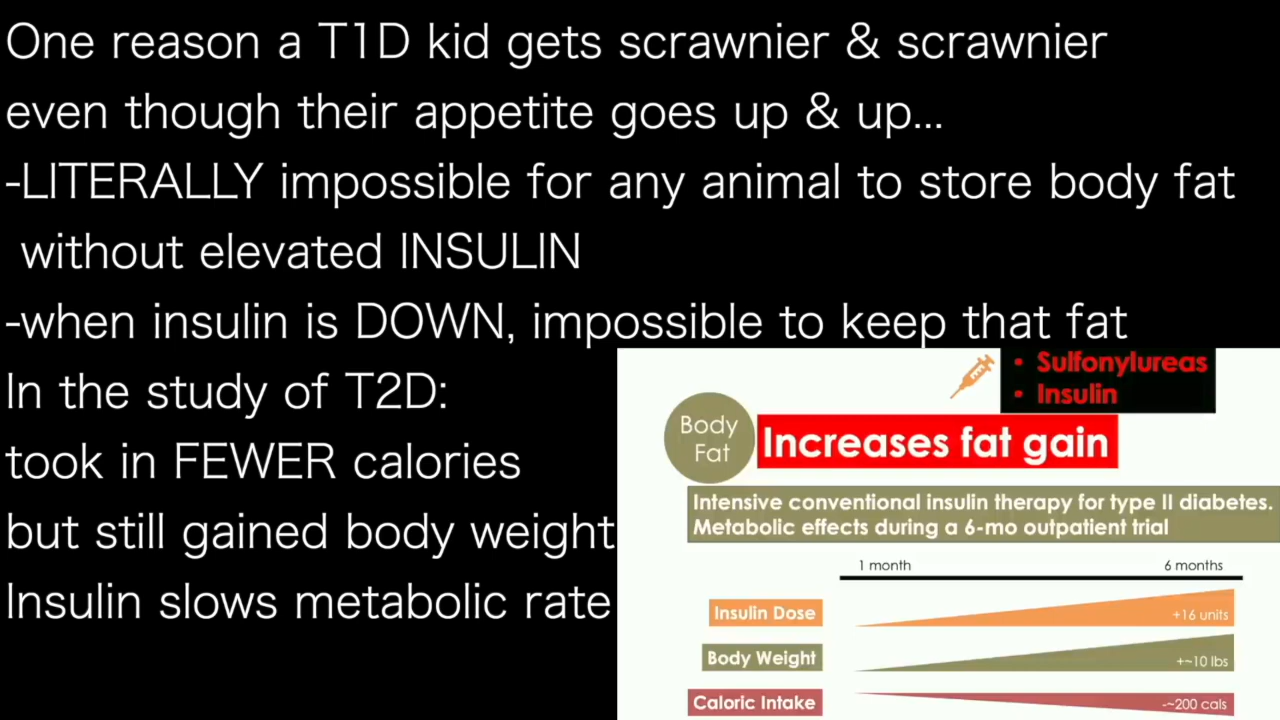 One reason a T1D kid gets scrawnier & scrawnier
even though their appetite goes up & up...
-LITERALLY impossible for any animal to store body fat
without elevated INSULIN
-when insulin is DOWN, impossible to keep that fat
In the study of T2D:
took in FEWER calories
but still gained body weight
Insulin slows metabolic rate
• Sulfonylureas
• Insulin
Body
Fat
Increases fat gain
Intensive conventional insulin therapy for type II diabetes.
Metabolic effects during a 6-mo outpatient trial
1 month 6 months
Insulin Dose +16 units
Body Weight +~10 lbs
Caloric Intake -~200 cals